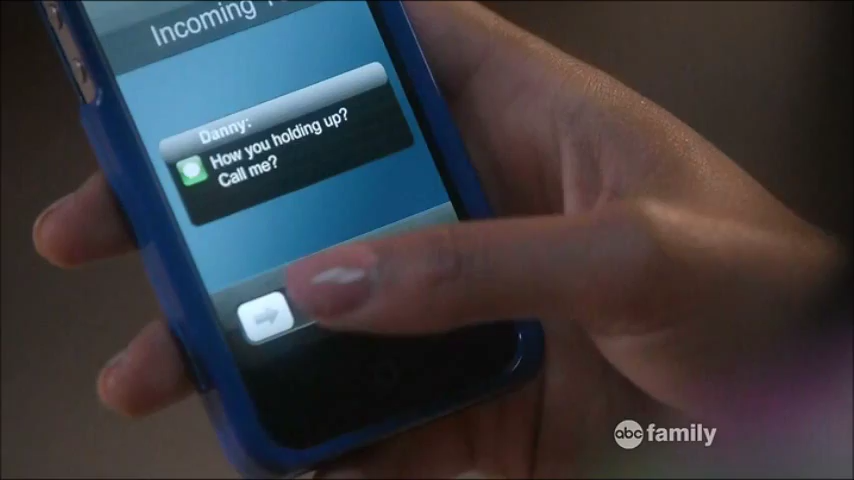 Incoming
Danny:
How you holding up?
Call me?
abc family